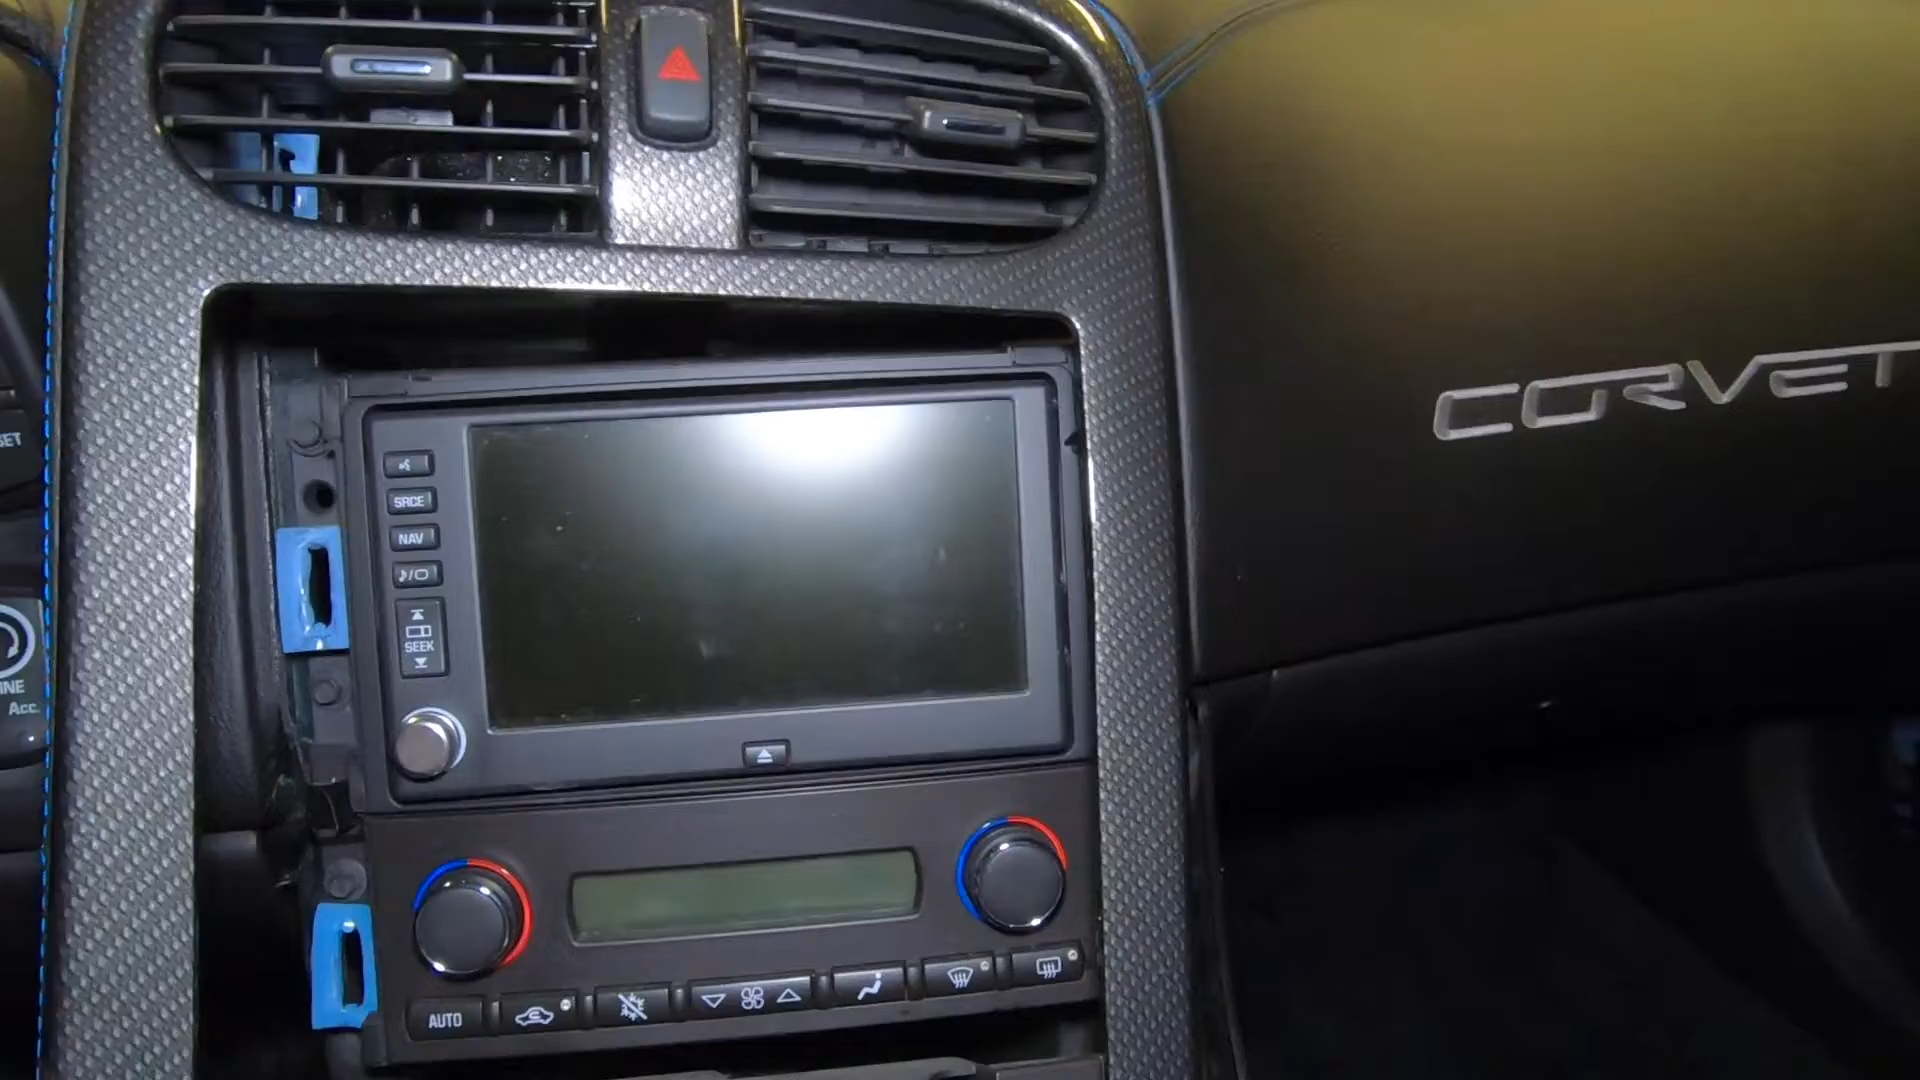 CORVET
SET
SRCE
NAV
SEEK
INE
Acc.
AUTO